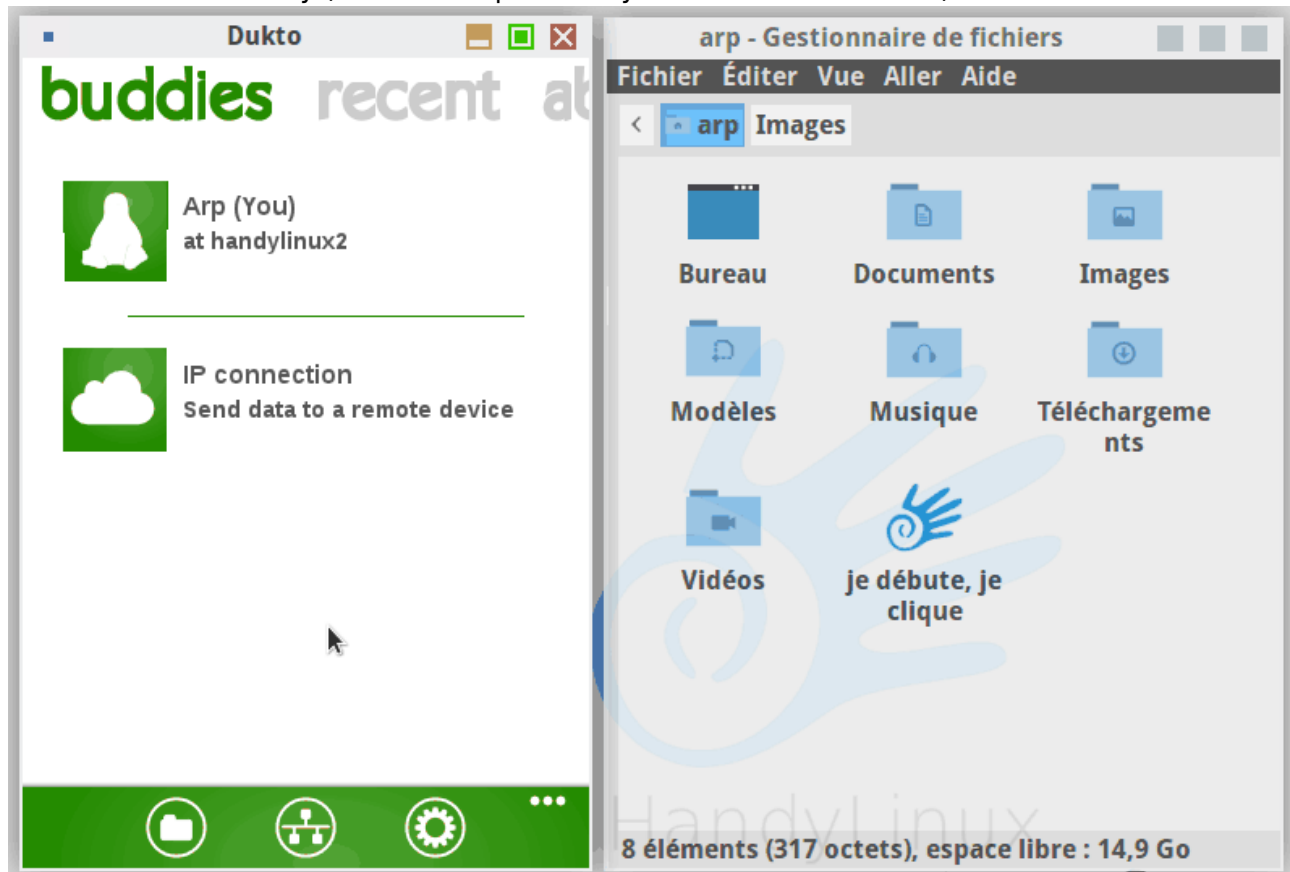 Dukto
buddies recent
Arp (You)
at handylinux2
IP connection
Send data to a remote device
arp - Gestionnaire de fichiers
Fichier Éditer Vue Aller Aide
arp Images
Bureau Documents Images
Modèles Musique Téléchargeme
nts
Vidéos je débute, je
clique
HandyLinux
8 éléments (317 octets), espace libre : 14,9 Go